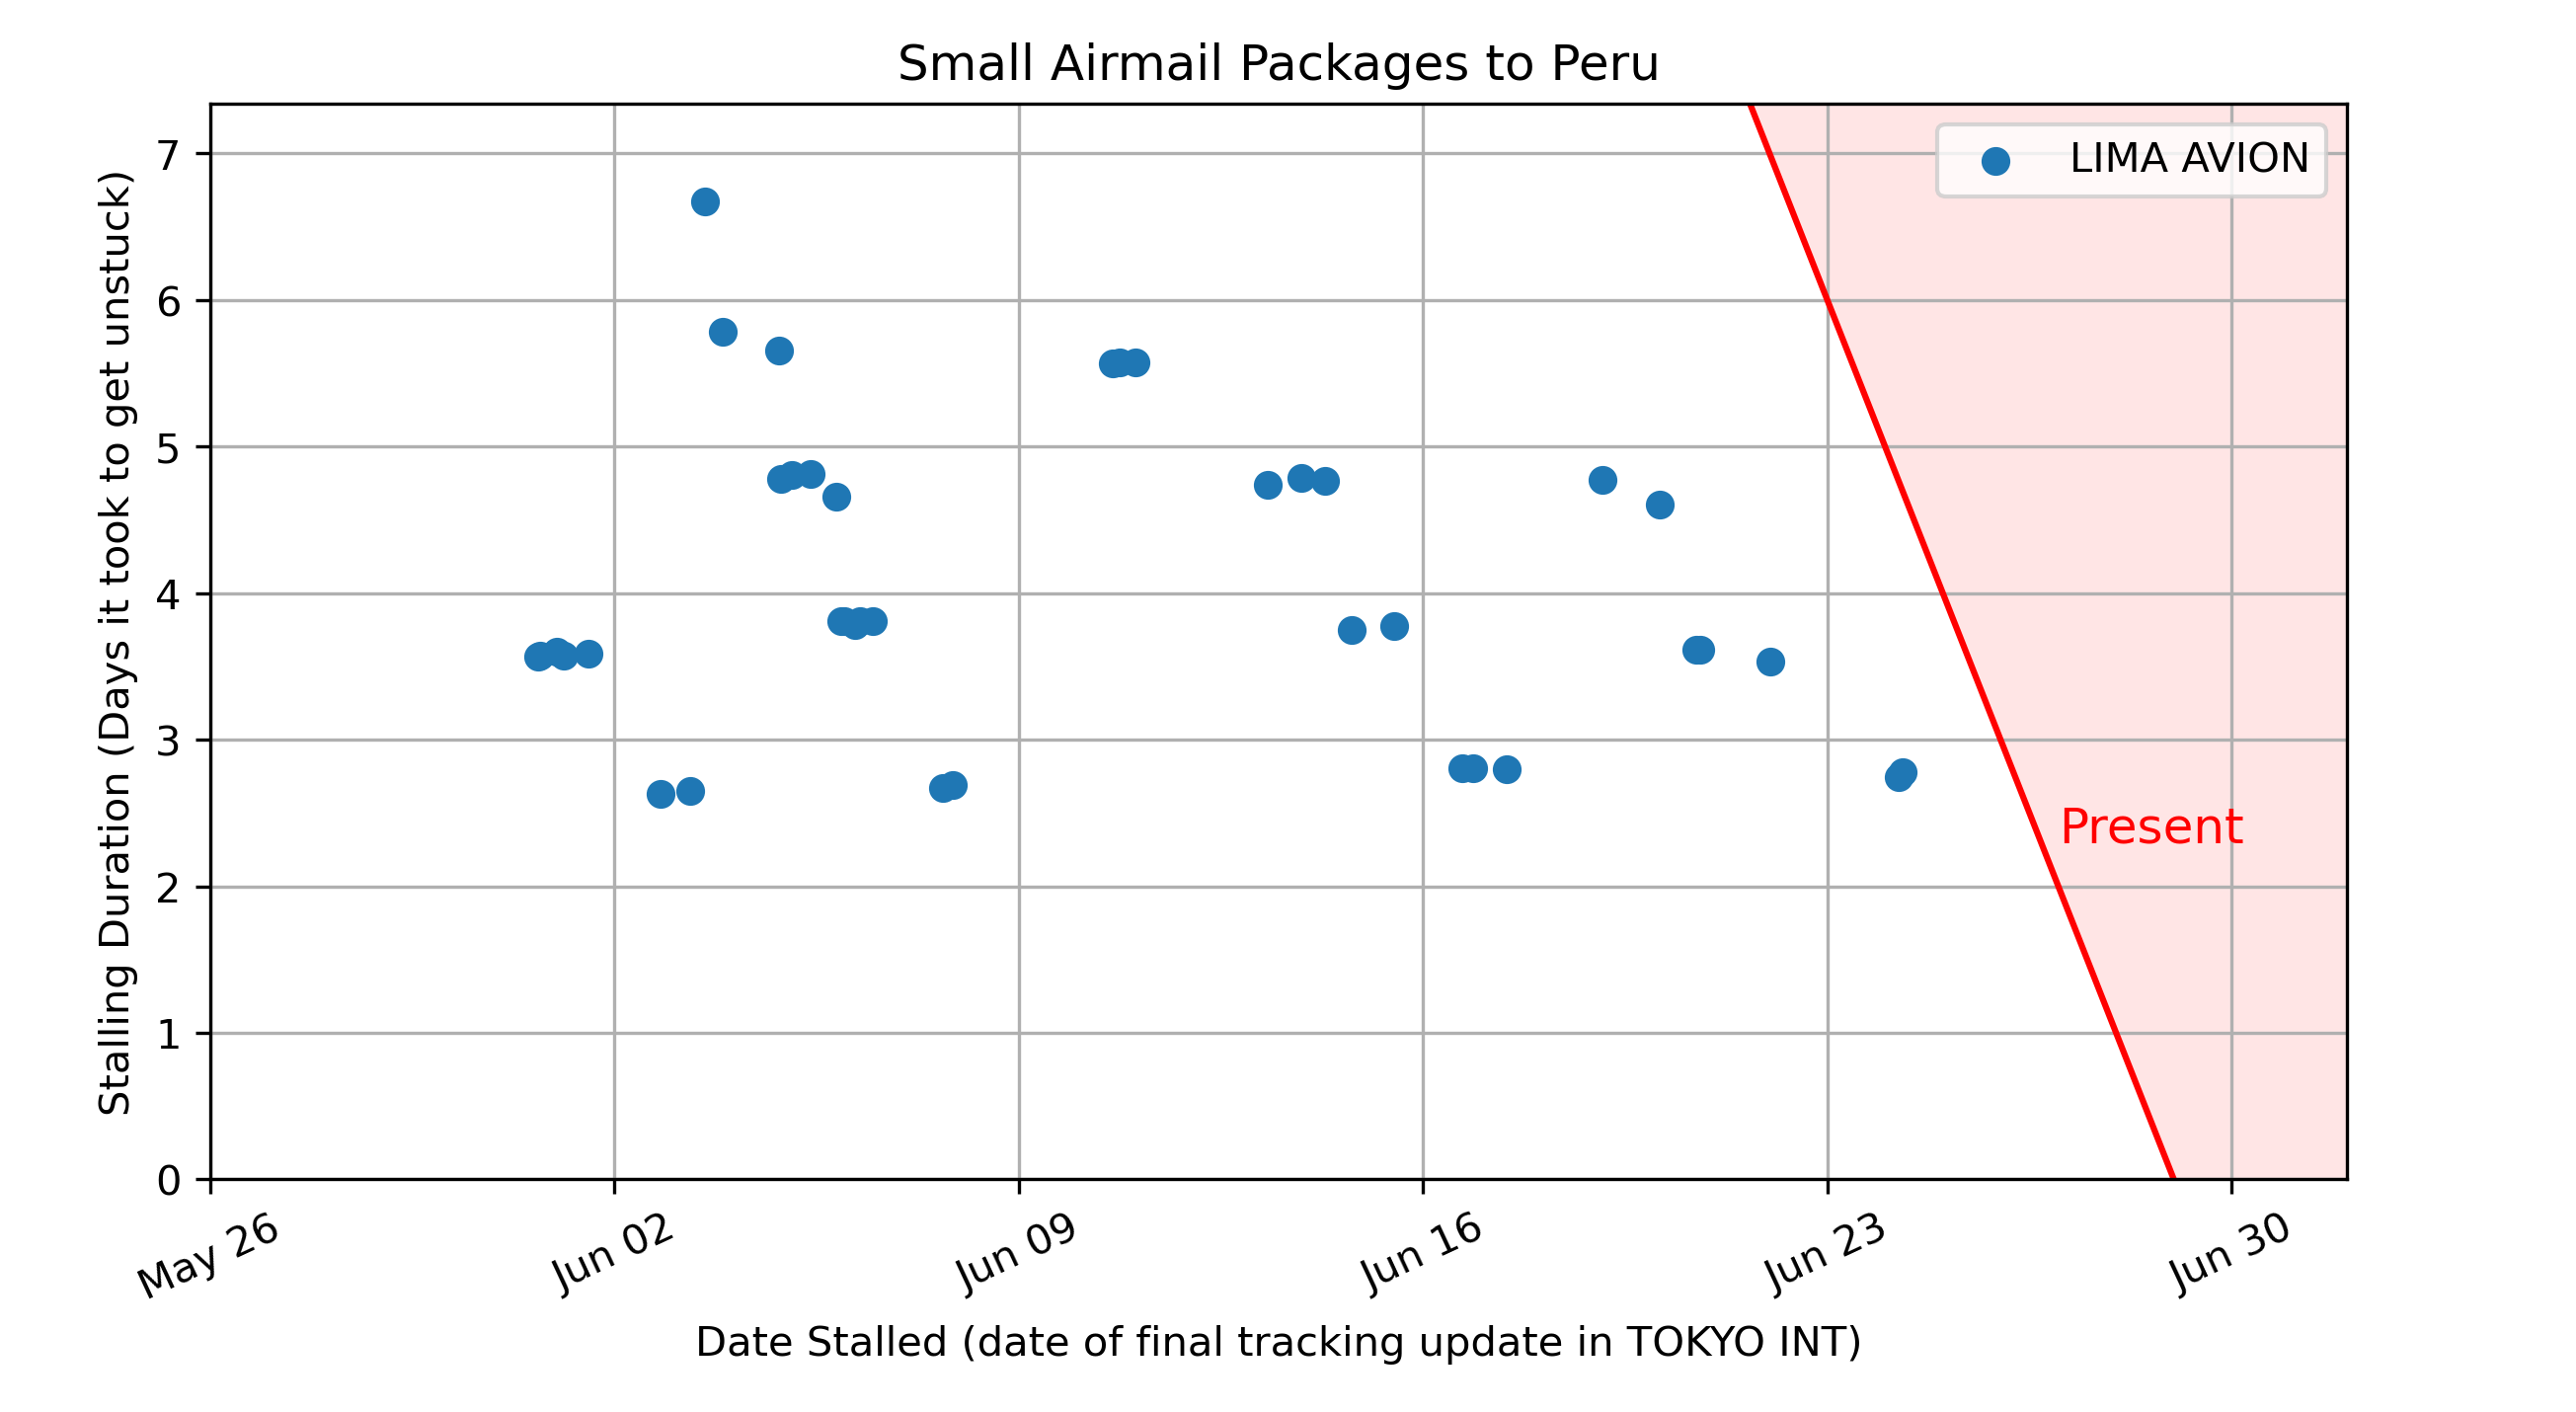 Small Airmail Packages to Peru
LIMA AVION
Stalling Duration (Days it took to get unstuck)
7
6
5
4
3
2
1
0
Present
May 26
Jun 02
Jun 09
Jun 16
Jun 23
Jun 30
Date Stalled (date of final tracking update in TOKYO INT)